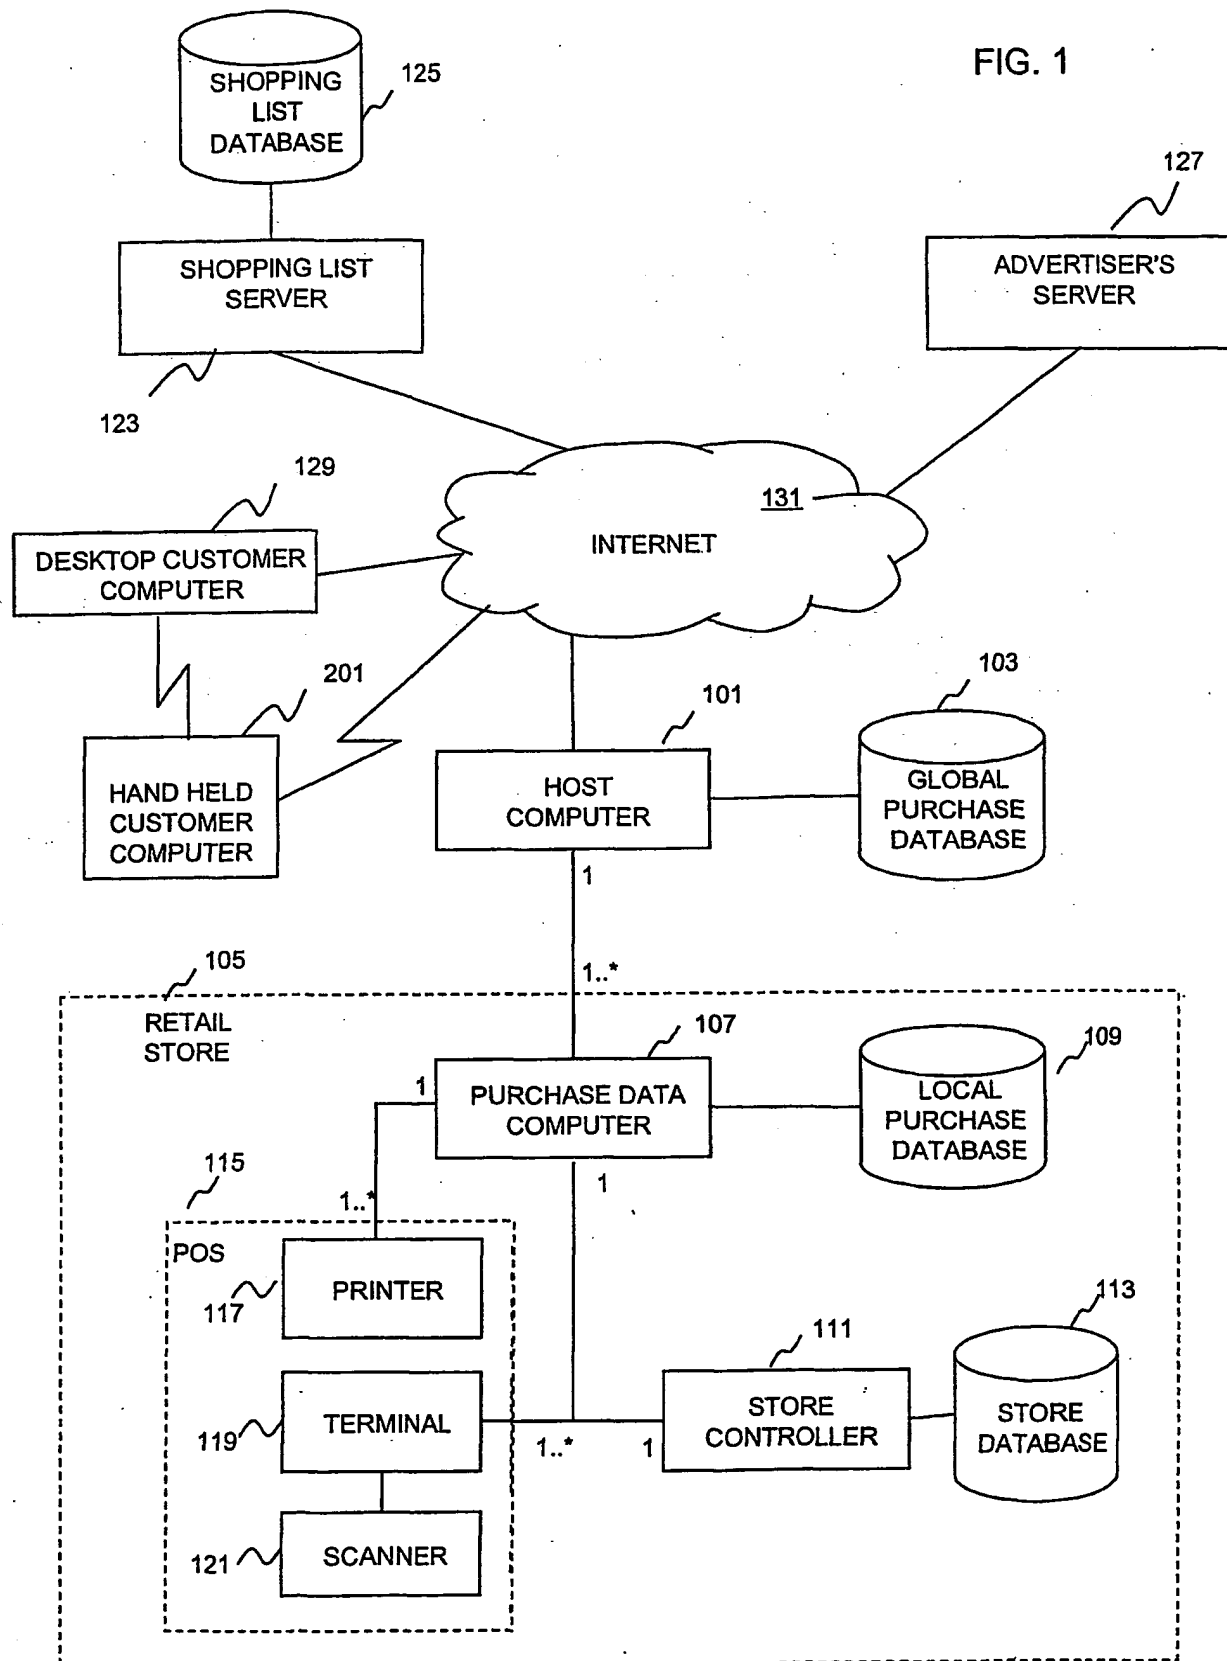 FIG. 1
SHOPPING
LIST
DATABASE
125
127
SHOPPING LIST
SERVER
123
ADVERTISER'S
SERVER
129
131
INTERNET
DESKTOP CUSTOMER
COMPUTER
201
HAND HELD
CUSTOMER
COMPUTER
101
HOST
COMPUTER
103
GLOBAL
PURCHASE
DATABASE
1
1..*
105
RETAIL
STORE
107
PURCHASE DATA
COMPUTER
109
LOCAL
PURCHASE
DATABASE
1
1
115
1..*
POS
117
PRINTER
111
113
119
TERMINAL
1..*
1
STORE
CONTROLLER
STORE
DATABASE
121
SCANNER